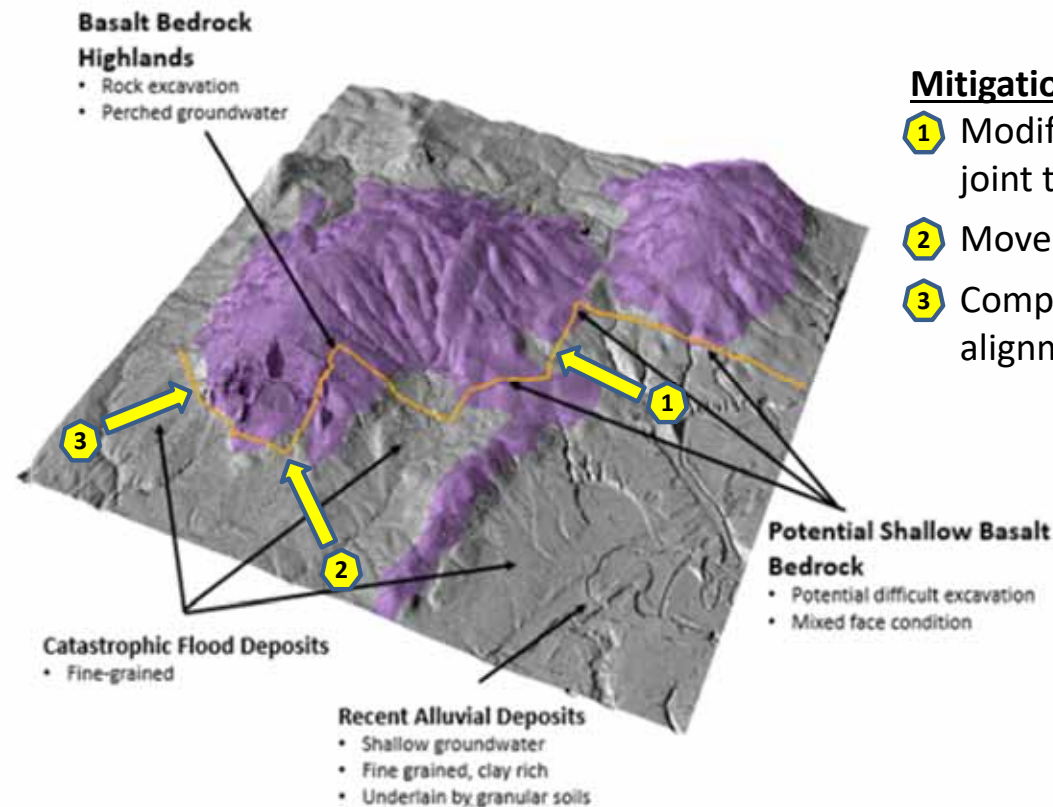 Basalt Bedrock
Highlands
• Rock excavation
• Perched groundwater
Mitigatio
1 Modif
joint t
2 Move
3 Comp
alignm
1
3
2
Potential Shallow Basalt
Bedrock
• Potential difficult excavation
• Mixed face condition
Catastrophic Flood Deposits
• Fine-grained
Recent Alluvial Deposits
• Shallow groundwater
• Fine grained, clay rich
• Underlain by granular soils